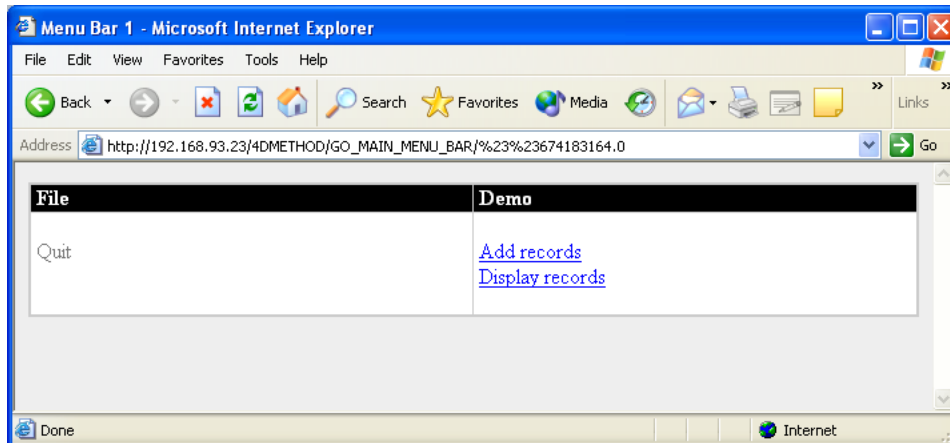 Menu Bar 1 - Microsoft Internet Explorer
File Edit View Favorites Tools Help
Back Search Favorites Media » Links »
Address http://192.168.93.23/4DMETHOD/GO_MAIN_MENU_BAR/%23%23674183164.0 Go
File Demo
Quit Add records
Display records
Done Internet